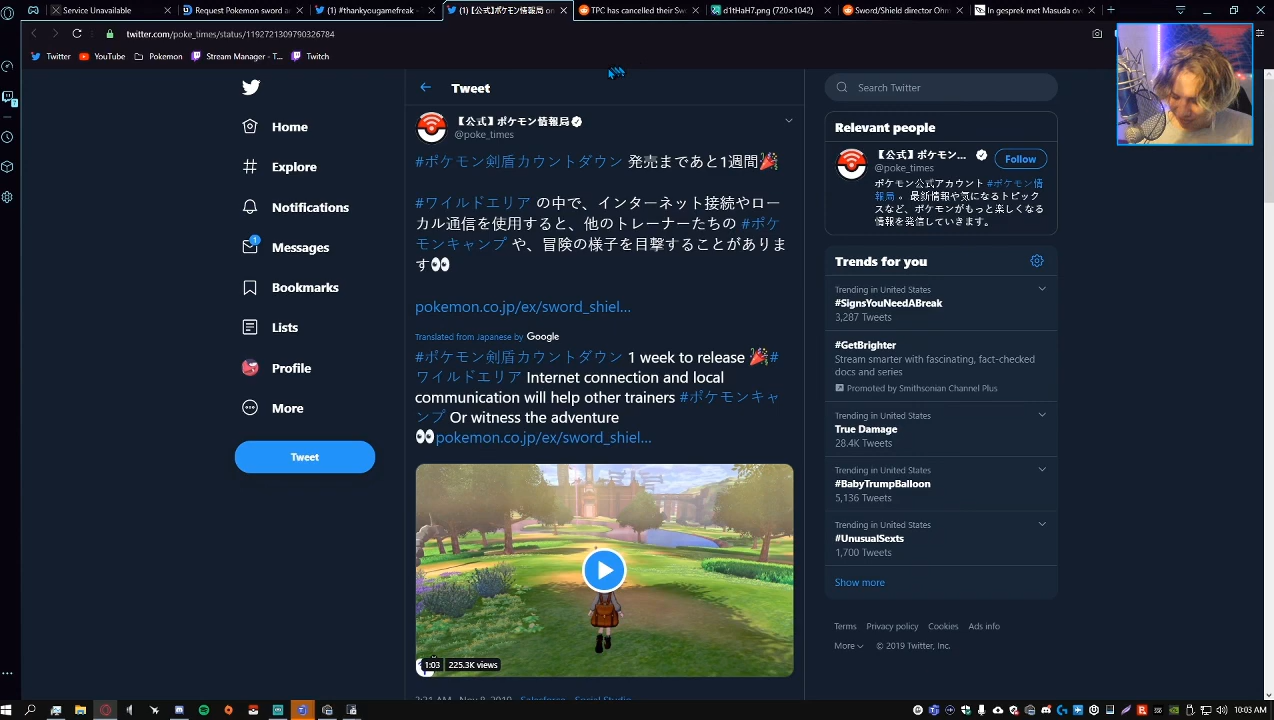 Service Unavailable
Request Pokemon sword an
(1) #thankyougamefreak -
(1) 【公式】ポケモン情報局 on
TPC has cancelled their Sw
d1tHaH7.png (720×1042)
Sword/Shield director Ohm
In gesprek met Masuda ov
twitter.com/poke_times/status/1192721309790326784
Twitter
YouTube
Pokemon
Stream Manager - T...
Twitch
Home
Explore
Notifications
1
Messages
Bookmarks
Lists
Profile
More
Tweet
Tweet
【公式】ポケモン情報局
@poke_times
#ポケモン剣盾カウントダウン 発売まであと1週間🎉
#ワイルドエリア の中で、インターネット接続やロー
カル通信を使用すると、他のトレーナーたちの #ポケ
モンキャンプ や、冒険の様子を目撃することがありま
す👀
pokemon.co.jp/ex/sword_shiel...
Translated from Japanese by Google
#ポケモン剣盾カウントダウン 1 week to release 🎉#
ワイルドエリア Internet connection and local
communication will help other trainers #ポケモンキャ
ンプ Or witness the adventure
👀pokemon.co.jp/ex/sword_shiel...
1:03
225.3K views
3:21 AM · Nov 8, 2019 · Salesforce - Social Studio
Search Twitter
Relevant people
【公式】ポケモン...
@poke_times
Follow
ポケモン公式アカウント #ポケモン情
報局 。最新情報や気になるトピック
スなど、ポケモンがもっと楽しくなる
情報を発信していきます。
Trends for you
Trending in United States
#SignsYouNeedABreak
3,287 Tweets
#GetBrighter
Stream smarter with fascinating, fact-checked
docs and series
Promoted by Smithsonian Channel Plus
Trending in United States
True Damage
28.4K Tweets
Trending in United States
#BabyTrumpBalloon
5,136 Tweets
Trending in United States
#UnusualSexts
1,700 Tweets
Show more
Terms Privacy policy Cookies Ads info
More © 2019 Twitter, Inc.
10:03 AM